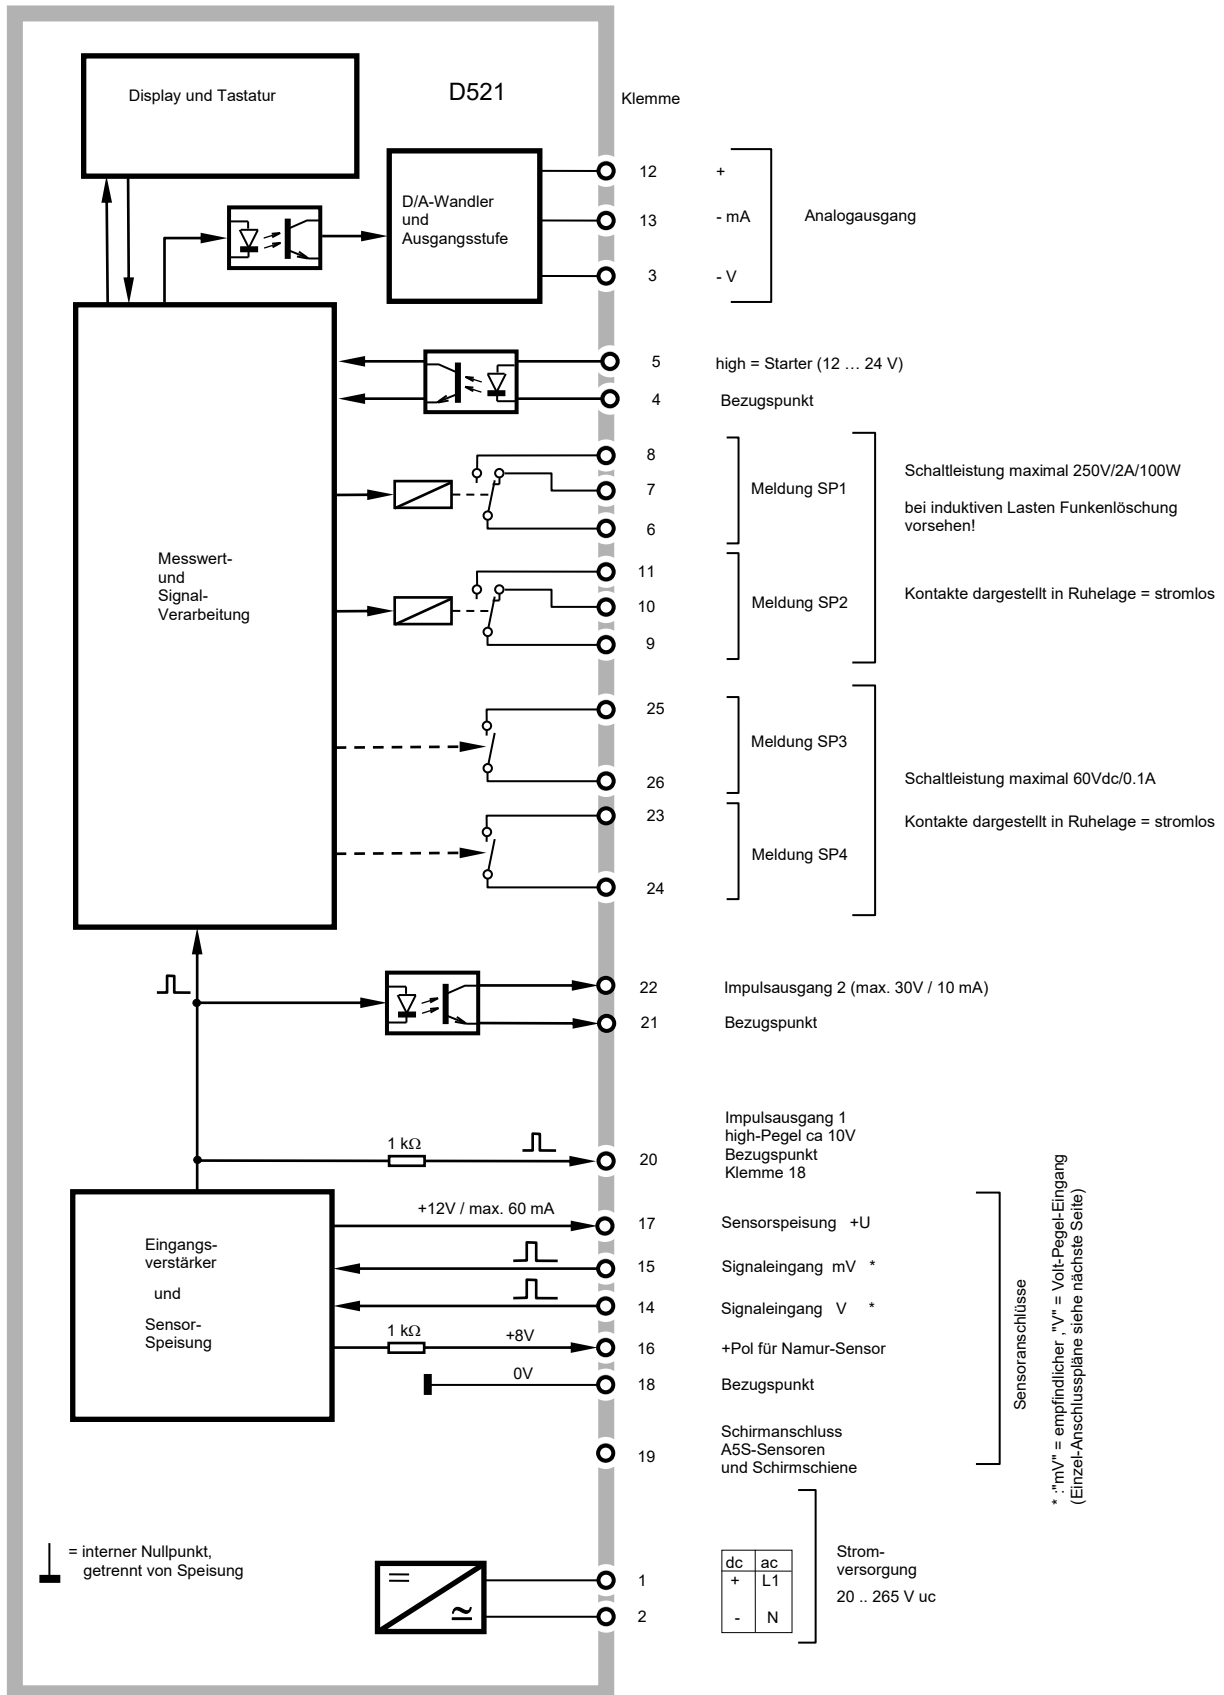 Display und Tastatur
D521
Klemme
D/A-Wandler
und
Ausgangsstufe
12 +
13 - mA
3 - V
Analogausgang
5 high = Starter (12 … 24 V)
4 Bezugspunkt
8
7
6
Meldung SP1
Schaltleistung maximal 250V/2A/100W
bei induktiven Lasten Funkenlöschung
vorsehen!
Messwert-
und
Signal-
Verarbeitung
11
10
9
Meldung SP2
Kontakte dargestellt in Ruhelage = stromlos
25
26
Meldung SP3
Schaltleistung maximal 60Vdc/0.1A
23
24
Meldung SP4
Kontakte dargestellt in Ruhelage = stromlos
22 Impulsausgang 2 (max. 30V / 10 mA)
21 Bezugspunkt
1 kΩ
20
Impulsausgang 1
high-Pegel ca 10V
Bezugspunkt
Klemme 18
Eingangs-
verstärker
und
Sensor-
Speisung
+12V / max. 60 mA
17 Sensorspeisung +U
15 Signaleingang mV *
14 Signaleingang V *
1 kΩ +8V
16 +Pol für Namur-Sensor
0V
18 Bezugspunkt
19
Schirmanschluss
A5S-Sensoren
und Schirmschiene
Sensoranschlüsse
* :"mV" = empfindlicher ,"V" = Volt-Pegel-Eingang
(Einzel-Anschlusspläne siehe nächste Seite)
= interner Nullpunkt,
getrennt von Speisung
1
2
dc ac
+ L1
- N
Strom-
versorgung
20 .. 265 V uc